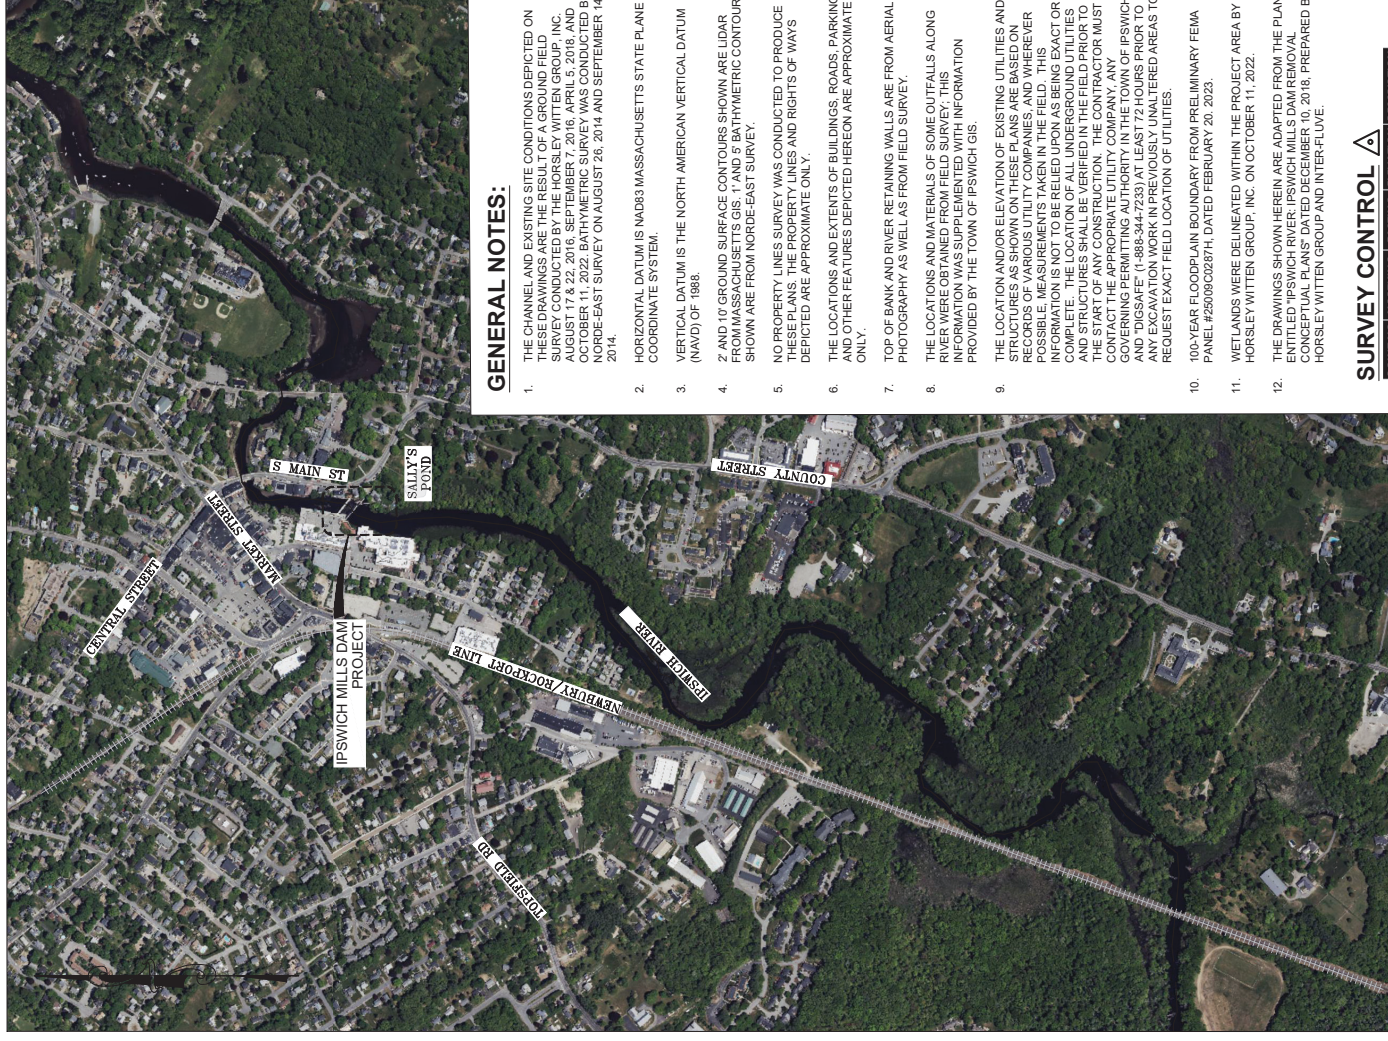 CENTRAL STREET
MARKET STREET
S MAIN ST
SALLY'S
POND
IPSWICH MILLS DAM
PROJECT
NEWBURY/ROCKPORT LINE
IPSWICH RIVER
COUNTY STREET
TOPSFIELD RD
GENERAL NOTES:
1. THE CHANNEL AND EXISTING SITE CONDITIONS DEPICTED ON
THESE DRAWINGS ARE THE RESULT OF A GROUND FIELD
SURVEY CONDUCTED BY THE HORSLEY WITTEN GROUP, INC.
AUGUST 17 & 22, 2016, SEPTEMBER 7, 2016, APRIL 5, 2018, AND
OCTOBER 11, 2022. BATHYMETRIC SURVEY WAS CONDUCTED B
NORDE-EAST SURVEY ON AUGUST 26, 2014 AND SEPTEMBER 14
2014.
2. HORIZONTAL DATUM IS NAD83 MASSACHUSETTS STATE PLANE
COORDINATE SYSTEM.
3. VERTICAL DATUM IS THE NORTH AMERICAN VERTICAL DATUM
(NAVD) OF 1988.
4. 2' AND 10' GROUND SURFACE CONTOURS SHOWN ARE LIDAR
FROM MASSACHUSETTS GIS. 1' AND 5' BATHYMETRIC CONTOUR
SHOWN ARE FROM NORDE-EAST SURVEY.
5. NO PROPERTY LINES SURVEY WAS CONDUCTED TO PRODUCE
THESE PLANS. THE PROPERTY LINES AND RIGHTS OF WAYS
DEPICTED ARE APPROXIMATE ONLY.
6. THE LOCATIONS AND EXTENTS OF BUILDINGS, ROADS, PARKING
AND OTHER FEATURES DEPICTED HEREON ARE APPROXIMATE
ONLY.
7. TOP OF BANK AND RIVER RETAINING WALLS ARE FROM AERIAL
PHOTOGRAPHY AS WELL AS FROM FIELD SURVEY.
8. THE LOCATIONS AND MATERIALS OF SOME OUTFALLS ALONG
RIVER WERE OBTAINED FROM FIELD SURVEY; THIS
INFORMATION WAS SUPPLEMENTED WITH INFORMATION
PROVIDED BY THE TOWN OF IPSWICH GIS.
9. THE LOCATION AND/OR ELEVATION OF EXISTING UTILITIES AND
STRUCTURES AS SHOWN ON THESE PLANS ARE BASED ON
RECORDS OF VARIOUS UTILITY COMPANIES, AND WHEREVER
POSSIBLE, MEASUREMENTS TAKEN IN THE FIELD. THIS
INFORMATION IS NOT TO BE RELIED UPON AS BEING EXACT OR
COMPLETE. THE LOCATION OF ALL UNDERGROUND UTILITIES
AND STRUCTURES SHALL BE VERIFIED IN THE FIELD PRIOR TO
THE START OF ANY CONSTRUCTION. THE CONTRACTOR MUST
CONTACT THE APPROPRIATE UTILITY COMPANY, ANY
GOVERNING PERMITTING AUTHORITY IN THE TOWN OF IPSWICH
AND "DIGSAFE" (1-888-344-7233) AT LEAST 72 HOURS PRIOR TO
ANY EXCAVATION WORK IN PREVIOUSLY UNALTERED AREAS TO
REQUEST EXACT FIELD LOCATION OF UTILITIES.
10. 100-YEAR FLOODPLAIN BOUNDARY FROM PRELIMINARY FEMA
PANEL #25009C0287H, DATED FEBRUARY 20. 2023.
11. WETLANDS WERE DELINEATED WITHIN THE PROJECT AREA BY
HORSLEY WITTEN GROUP, INC. ON OCTOBER 11, 2022.
12. THE DRAWINGS SHOWN HEREIN ARE ADAPTED FROM THE PLAN
ENTITLED "IPSWICH RIVER: IPSWICH MILLS DAM REMOVAL
CONCEPTUAL PLANS" DATED DECEMBER 10, 2018, PREPARED B
HORSLEY WITTEN GROUP AND INTER-FLUVE.
SURVEY CONTROL